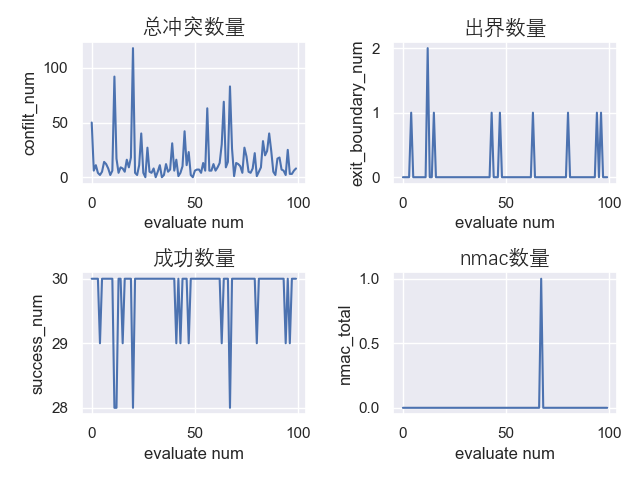 总冲突数量
confilt_num
100
50
0
0
50
100
evaluate num
出界数量
exit_boundary_num
2
1
0
0
50
100
evaluate num
成功数量
success_num
30
29
28
0
50
100
evaluate num
nmac数量
nmac_total
1.0
0.5
0.0
0
50
100
evaluate num